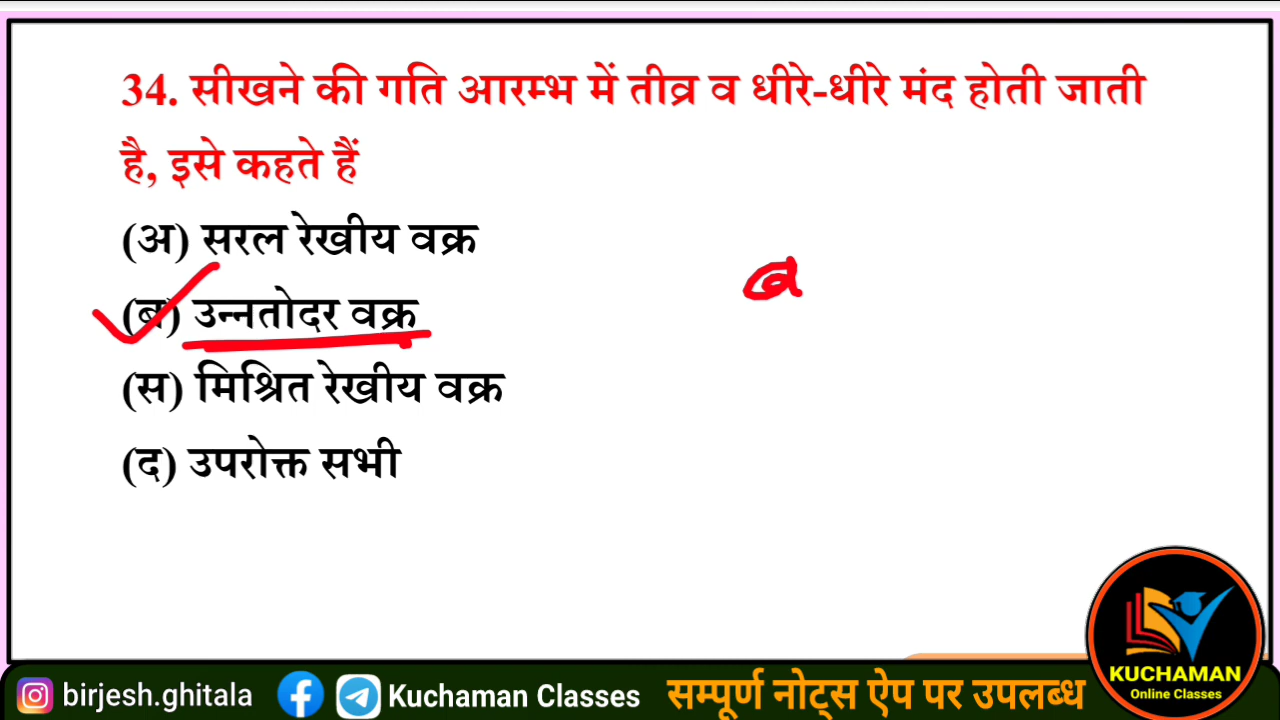 34. सीखने की गति आरम्भ में तीव्र व धीरे-धीरे मंद होती जाती
है, इसे कहते हैं
(अ) सरल रेखीय वक्र
(ब) उन्नतोदर वक्र
(स) मिश्रित रेखीय वक्र
(द) उपरोक्त सभी
KUCHAMAN
Online Classes
birjesh.ghitala
Kuchaman Classes
सम्पूर्ण नोट्स ऐप पर उपलब्ध